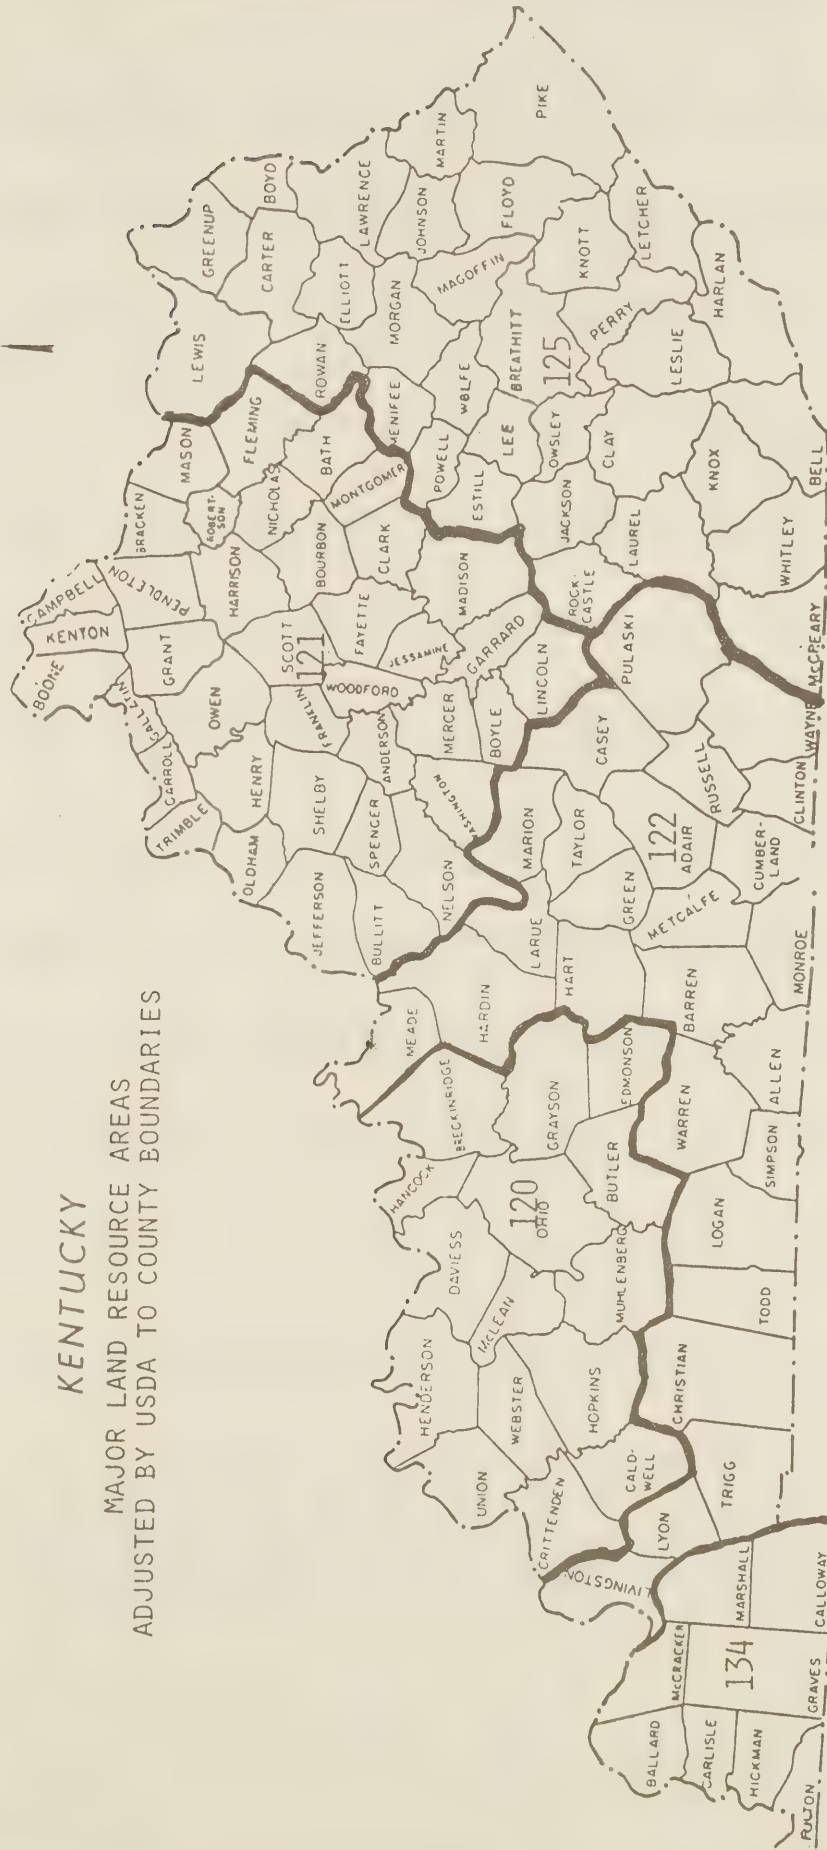 KENTUCKY
MAJOR LAND RESOURCE AREAS
ADJUSTED BY USDA TO COUNTY BOUNDARIES
BOONE
KENTON
CAMPBELL
PENDLETON
BRACKEN
GALLATIN
GRANT
CARROLL
TRIMBLE
OWEN
HARRISON
ROBERT-
SON
MASON
LEWIS
GREENUP
BOYD
CARTER
FLEMING
NICHOLAS
HENRY
OLDHAM
SHELBY
FRANKLIN
SCOTT
121
BOURBON
BATH
ROWAN
ELLIOTT
LAWRENCE
MARTIN
JOHNSON
MORGAN
MAGOFFIN
MENIFEE
MONTGOMER
CLARK
FAYETTE
WOODFORD
JESSAMINE
ANDERSON
SPENCER
JEFFERSON
BULLITT
NELSON
WASHINGTON
MERCER
BOYLE
GARRARD
MADISON
ESTILL
POWELL
WOLFE
LEE
BREATHITT
125
FLOYD
PIKE
KNOTT
LETCHER
PERRY
LESLIE
HARLAN
OWSLEY
CLAY
JACKSON
ROCK-
CASTLE
LAUREL
KNOX
BELL
WHITLEY
McCREARY
WAYNE
PULASKI
LINCOLN
CASEY
MARION
TAYLOR
GREEN
LARUE
HARDIN
MEADE
HART
122
ADAIR
RUSSELL
CLINTON
CUMBER-
LAND
METCALFE
MONROE
BARREN
ALLEN
BRECKINRIDGE
HANCOCK
GRAYSON
EDMONSON
WARREN
SIMPSON
BUTLER
120
OHIO
DAVIESS
McLEAN
MUHLENBERG
LOGAN
TODD
HENDERSON
WEBSTER
HOPKINS
CHRISTIAN
UNION
CRITTENDEN
CALD-
WELL
LYON
TRIGG
LIVINGSTON
MARSHALL
CALLOWAY
McCRACKEN
134
GRAVES
BALLARD
CARLISLE
HICKMAN
FULTON